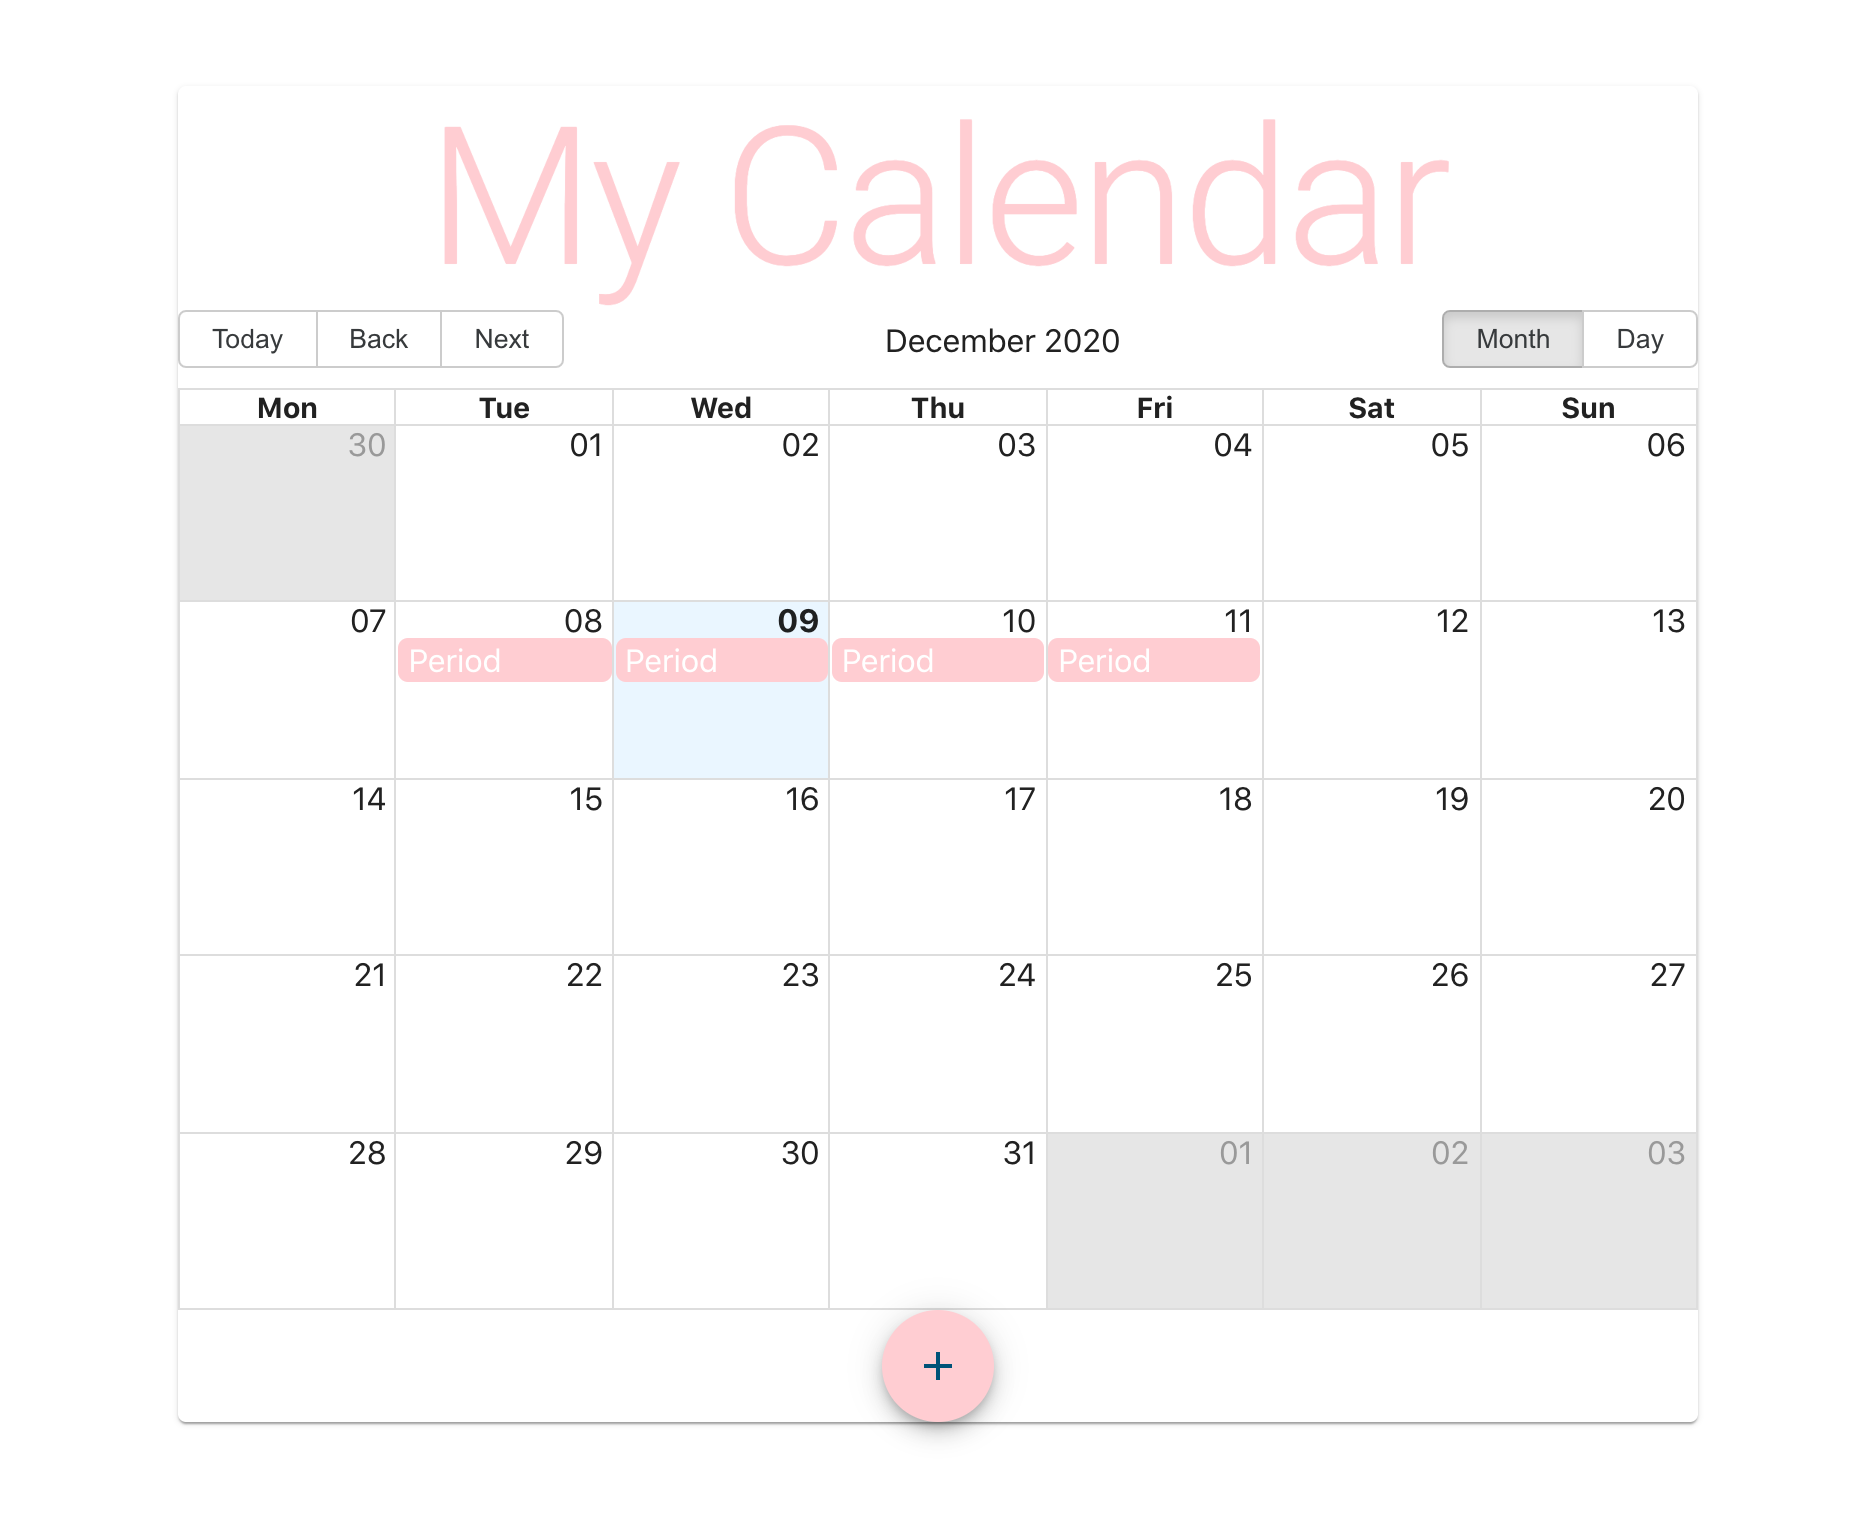 My Calendar
Today Back Next December 2020 Month Day
Mon Tue Wed Thu Fri Sat Sun
30 01 02 03 04 05 06
07 08 09 10 11 12 13
Period Period Period Period
14 15 16 17 18 19 20
21 22 23 24 25 26 27
28 29 30 31 01 02 03
+